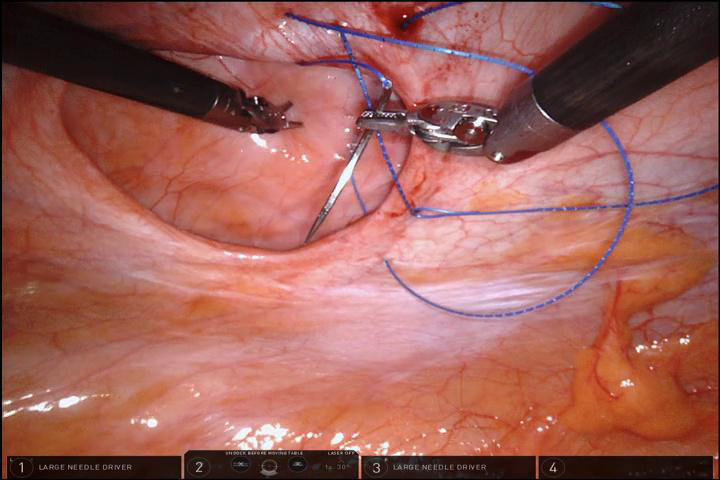 UNDOCK BEFORE MOVING TABLE LASER OFF
1 LARGE NEEDLE DRIVER 2 30° 3 LARGE NEEDLE DRIVER 4